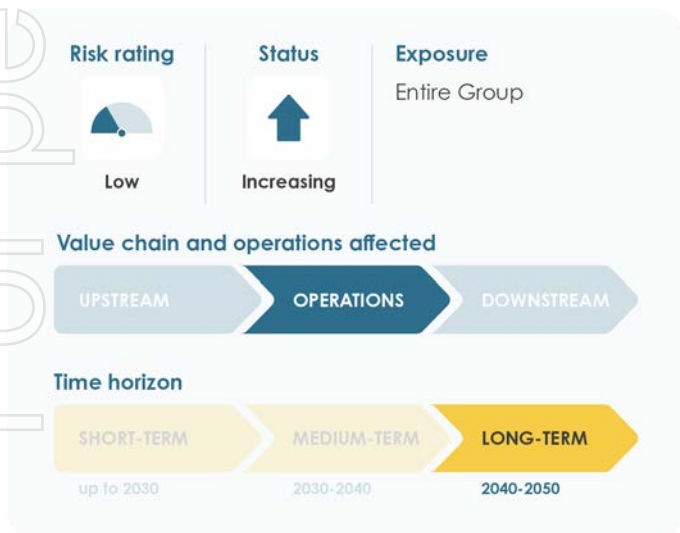 Risk rating
Status
Exposure
Entire Group
Low
Increasing
Value chain and operations affected
UPSTREAM
OPERATIONS
DOWNSTREAM
Time horizon
SHORT-TERM
MEDIUM-TERM
LONG-TERM
up to 2030
2030-2040
2040-2050